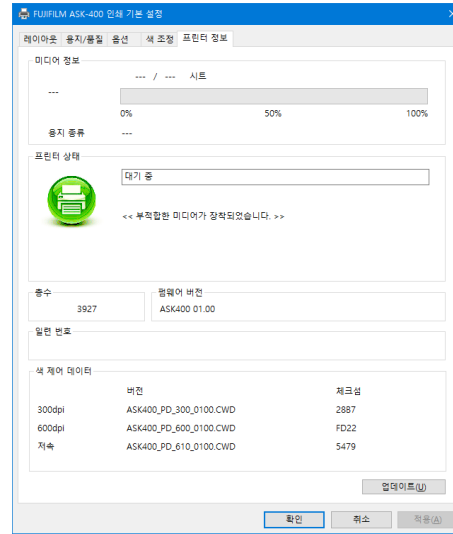 FUJIFILM ASK-400 인쇄 기본 설정
레이아웃 용지/품질 옵션 색 조정 프린터 정보
미디어 정보
--- / --- 시트
---
0% 50% 100%
용지 종류 ---
프린터 상태
대기 중
<< 부적합한 미디어가 장착되었습니다. >>
총수 펌웨어 버전
3927 ASK400 01.00
일련 번호
색 제어 데이터
버전 체크섬
300dpi ASK400_PD_300_0100.CWD 2887
600dpi ASK400_PD_600_0100.CWD FD22
저속 ASK400_PD_610_0100.CWD 5479
업데이트(U)
확인 취소 적용(A)